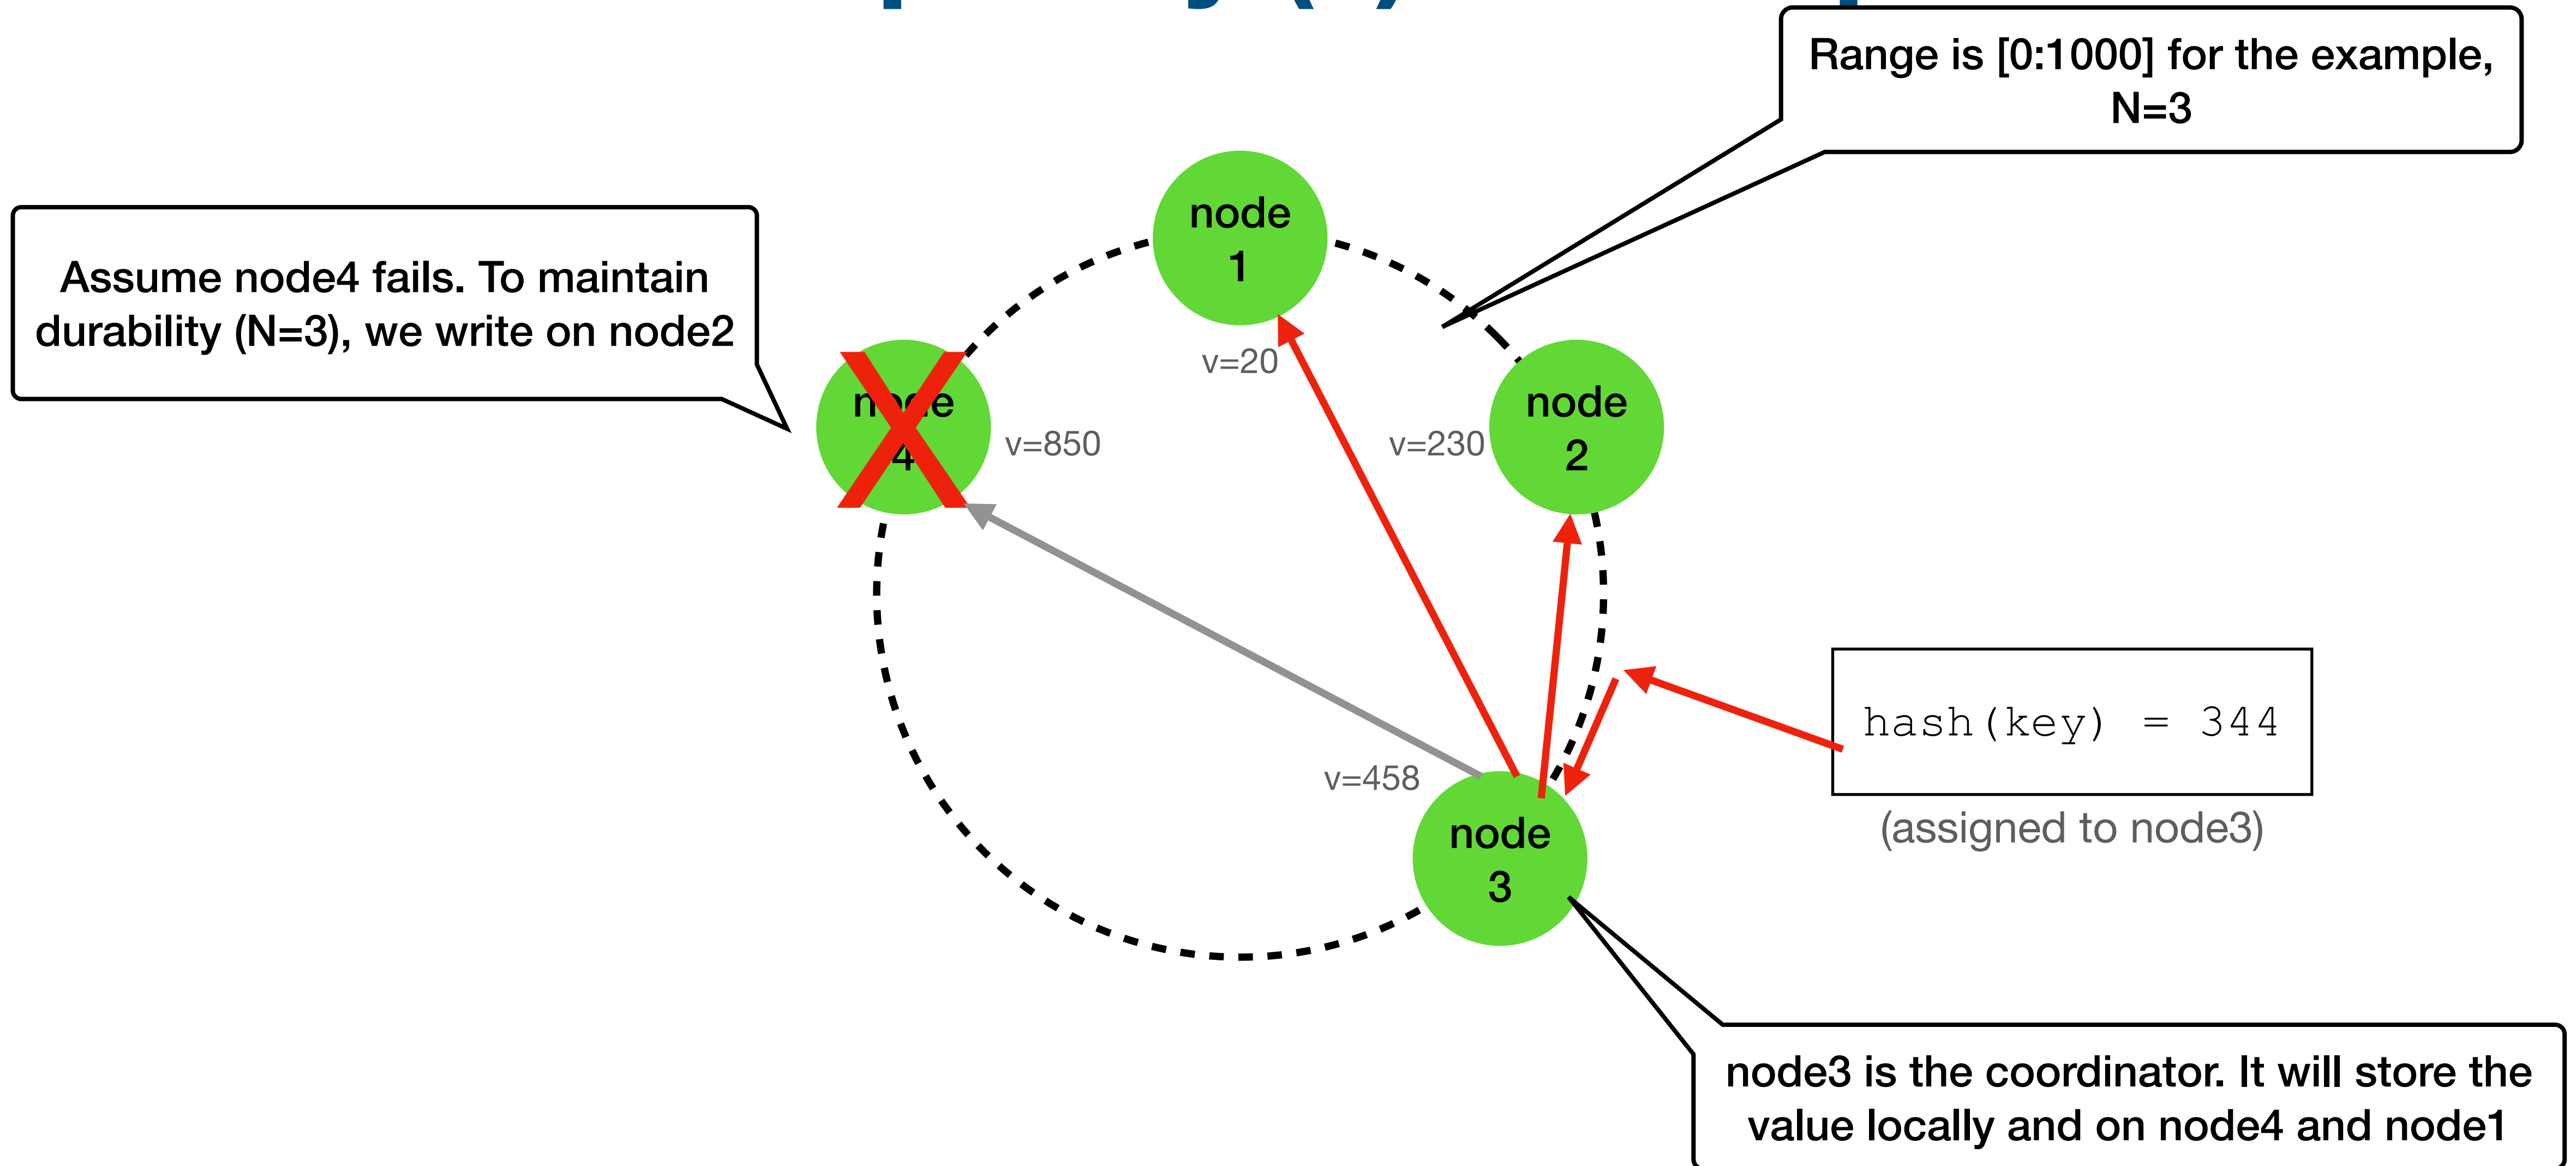 Range is [0:1000] for the example,
N=3
Assume node4 fails. To maintain
durability (N=3), we write on node2
node
1
v=20
node
4
v=850
v=230
node
2
hash(key) = 344
(assigned to node3)
v=458
node
3
node3 is the coordinator. It will store the
value locally and on node4 and node1